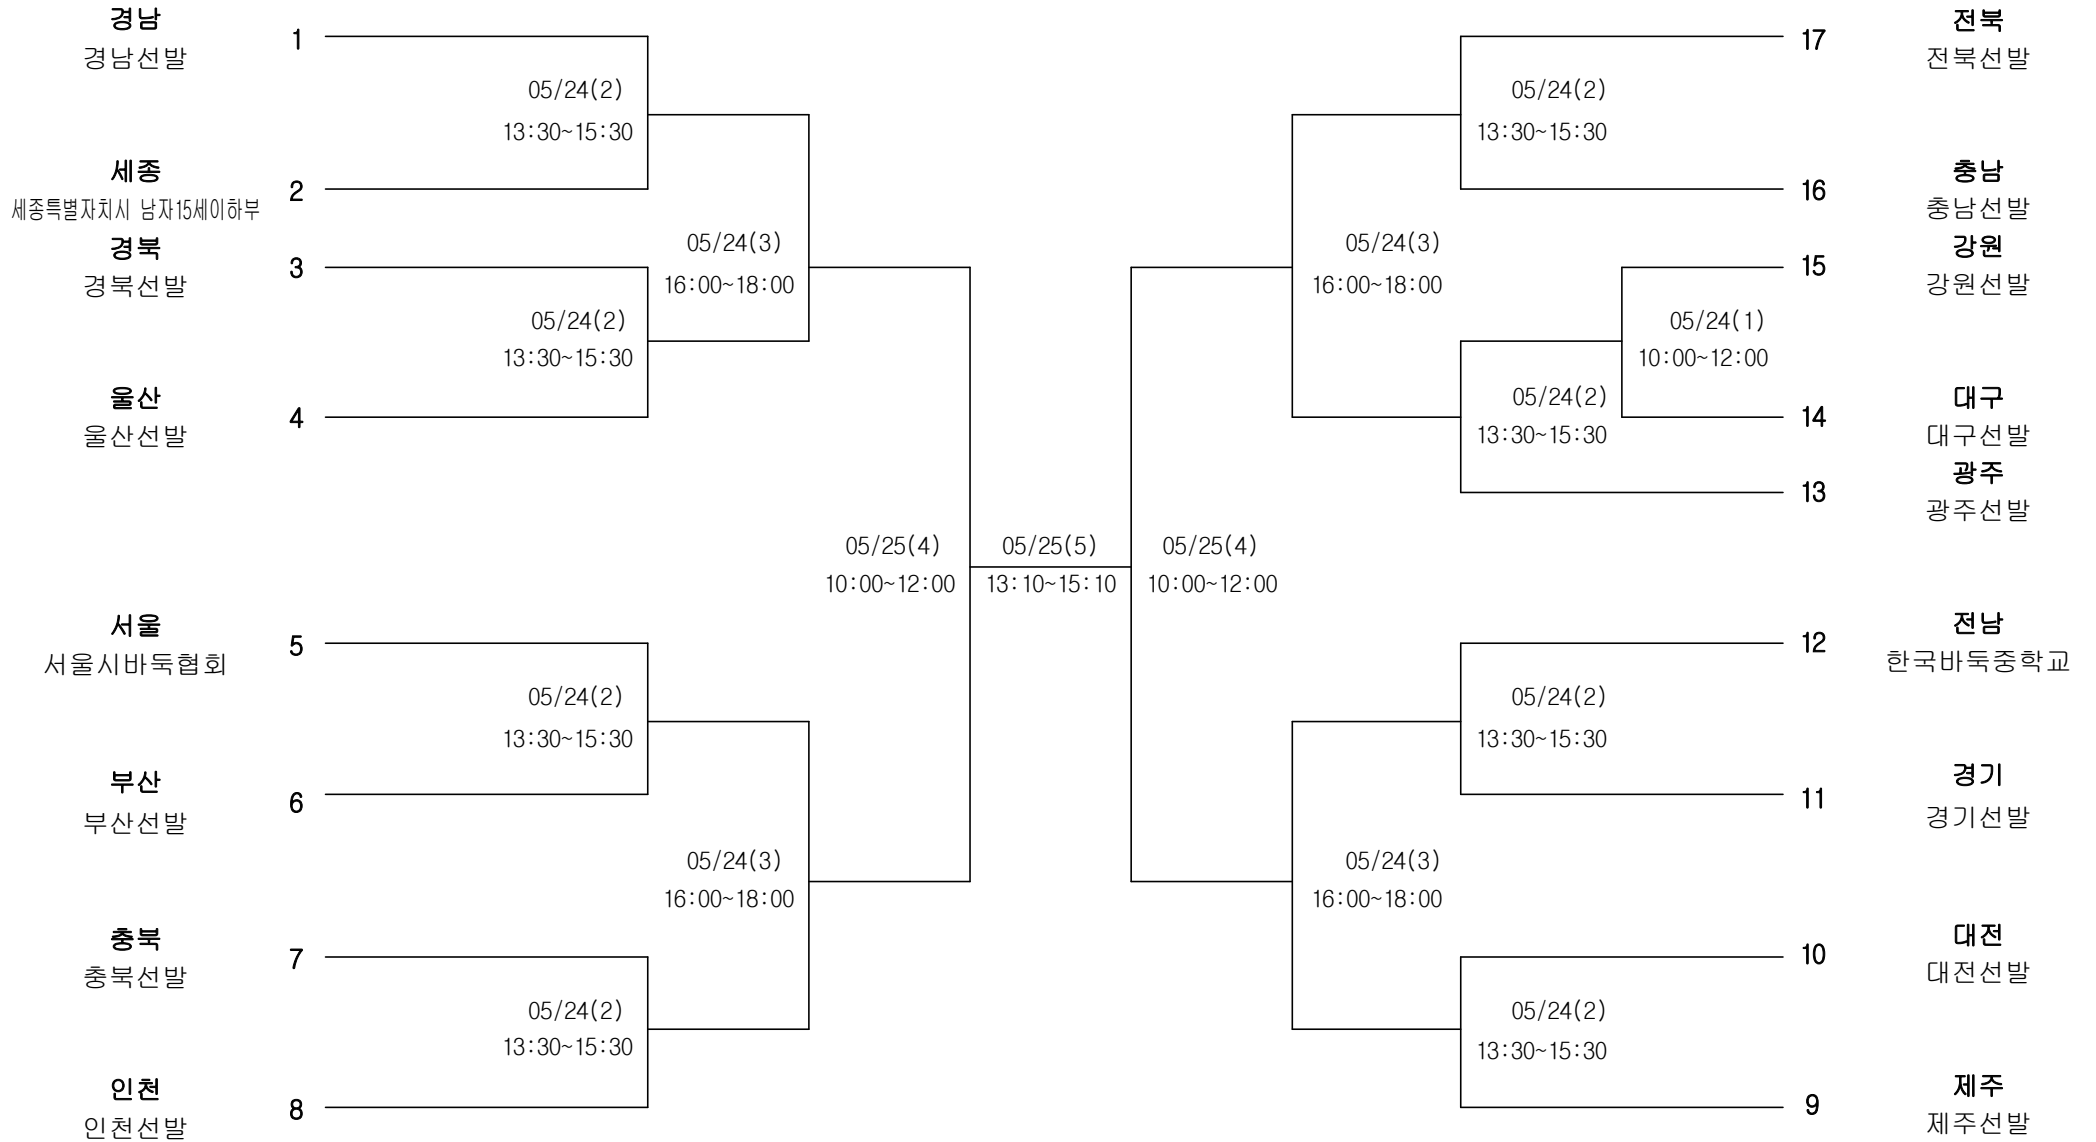 경남
경남선발
1
05/24(2)
13:30~15:30
세종
세종특별자치시 남자15세이하부
2
경북
경북선발
3
05/24(3)
16:00~18:00
05/24(2)
13:30~15:30
울산
울산선발
4
05/25(4)
10:00~12:00
서울
서울시바둑협회
5
05/24(2)
13:30~15:30
부산
부산선발
6
05/24(3)
16:00~18:00
충북
충북선발
7
05/24(2)
13:30~15:30
인천
인천선발
8
05/25(5)
13:10~15:10
17
전북
전북선발
05/24(2)
13:30~15:30
16
충남
충남선발
05/24(3)
16:00~18:00
15
강원
강원선발
05/24(1)
10:00~12:00
05/24(2)
13:30~15:30
14
대구
대구선발
13
광주
광주선발
05/25(4)
10:00~12:00
12
전남
한국바둑중학교
05/24(2)
13:30~15:30
11
경기
경기선발
05/24(3)
16:00~18:00
10
대전
대전선발
05/24(2)
13:30~15:30
9
제주
제주선발